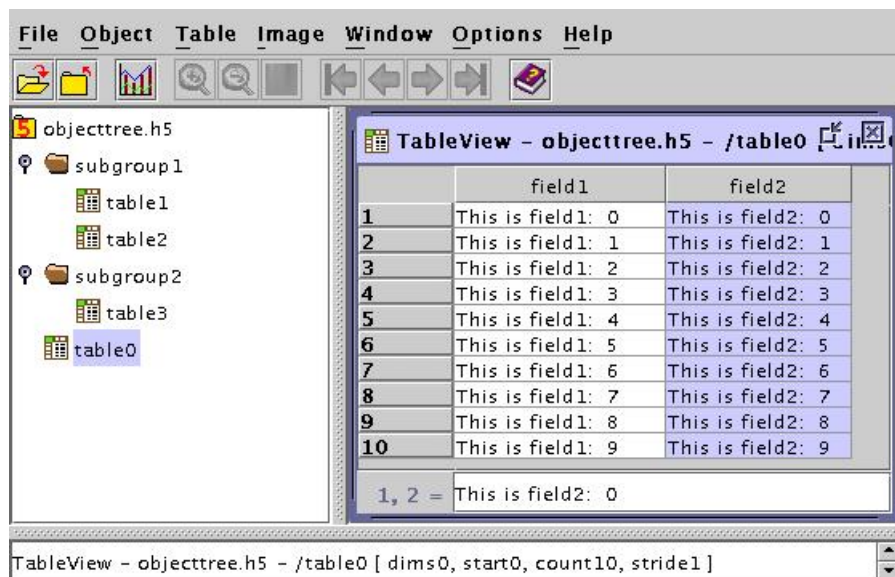 File Object Table Image Window Options Help
5 objecttree.h5
subgroup1
table1
table2
subgroup2
table3
table0
TableView - objecttree.h5 - /table0 [
field1 field2
1 This is field1: 0 This is field2: 0
2 This is field1: 1 This is field2: 1
3 This is field1: 2 This is field2: 2
4 This is field1: 3 This is field2: 3
5 This is field1: 4 This is field2: 4
6 This is field1: 5 This is field2: 5
7 This is field1: 6 This is field2: 6
8 This is field1: 7 This is field2: 7
9 This is field1: 8 This is field2: 8
10 This is field1: 9 This is field2: 9
1, 2 = This is field2: 0
TableView - objecttree.h5 - /table0 [ dims0, start0, count10, stride1 ]